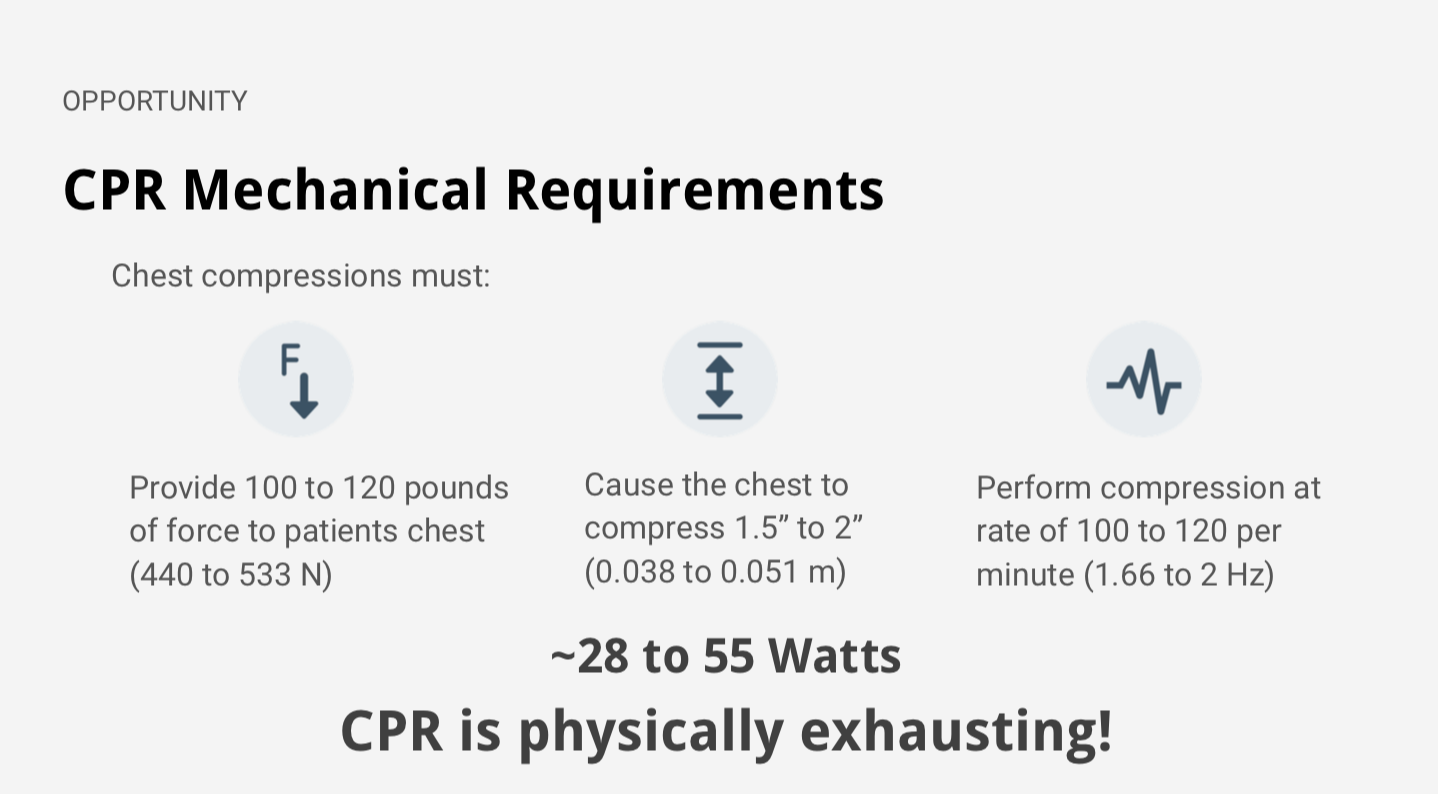 OPPORTUNITY
CPR Mechanical Requirements
Chest compressions must:
F
Provide 100 to 120 pounds
of force to patients chest
(440 to 533 N)
Cause the chest to
compress 1.5” to 2”
(0.038 to 0.051 m)
Perform compression at
rate of 100 to 120 per
minute (1.66 to 2 Hz)
~28 to 55 Watts
CPR is physically exhausting!